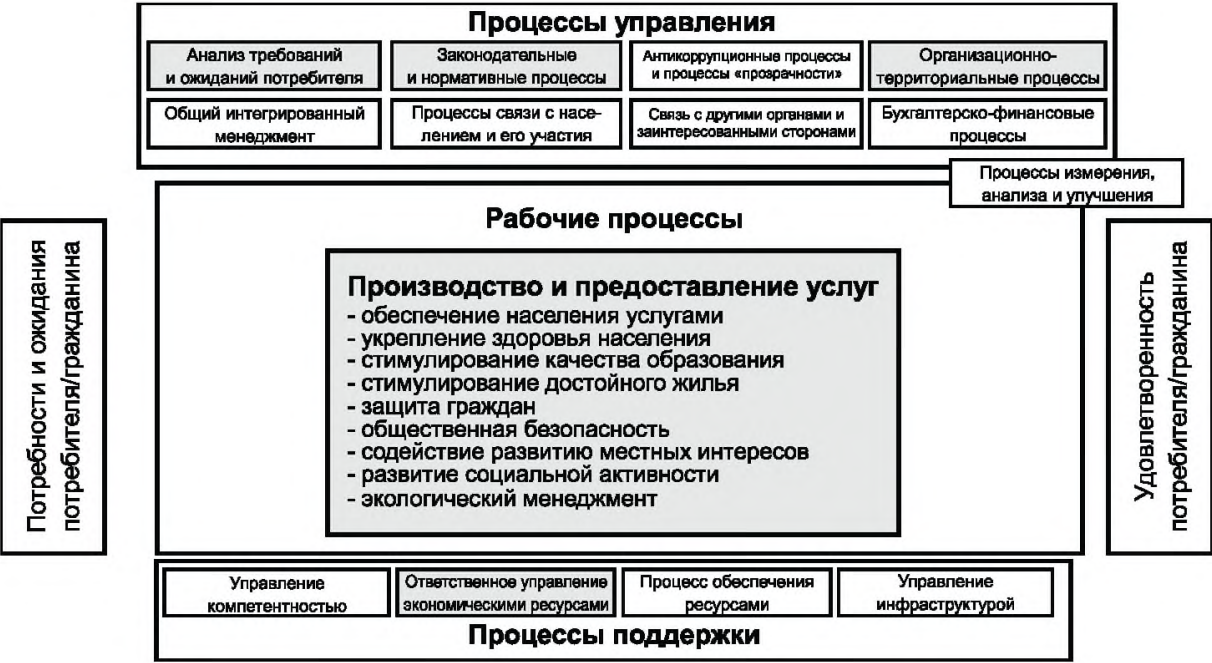 Процессы управления
Анализ требований
и ожиданий потребителя
Законодательные
и нормативные процессы
Антикоррупционные процессы
и процессы «прозрачности»
Организационно-
территориальные процессы
Общий интегрированный
менеджмент
Процессы связи с насе-
лением и его участия
Связь с другими органами и
заинтересованными сторонами
Бухгалтерско-финансовые
процессы
Процессы измерения,
анализа и улучшения
Потребности и ожидания
потребителя/гражданина
Рабочие процессы
Производство и предоставление услуг
- обеспечение населения услугами
- укрепление здоровья населения
- стимулирование качества образования
- стимулирование достойного жилья
- защита граждан
- общественная безопасность
- содействие развитию местных интересов
- развитие социальной активности
- экологический менеджмент
Удовлетворенность
потребителя/гражданина
Управление
компетентностью
Ответственное управление
экономическими ресурсами
Процесс обеспечения
ресурсами
Управление
инфраструктурой
Процессы поддержки